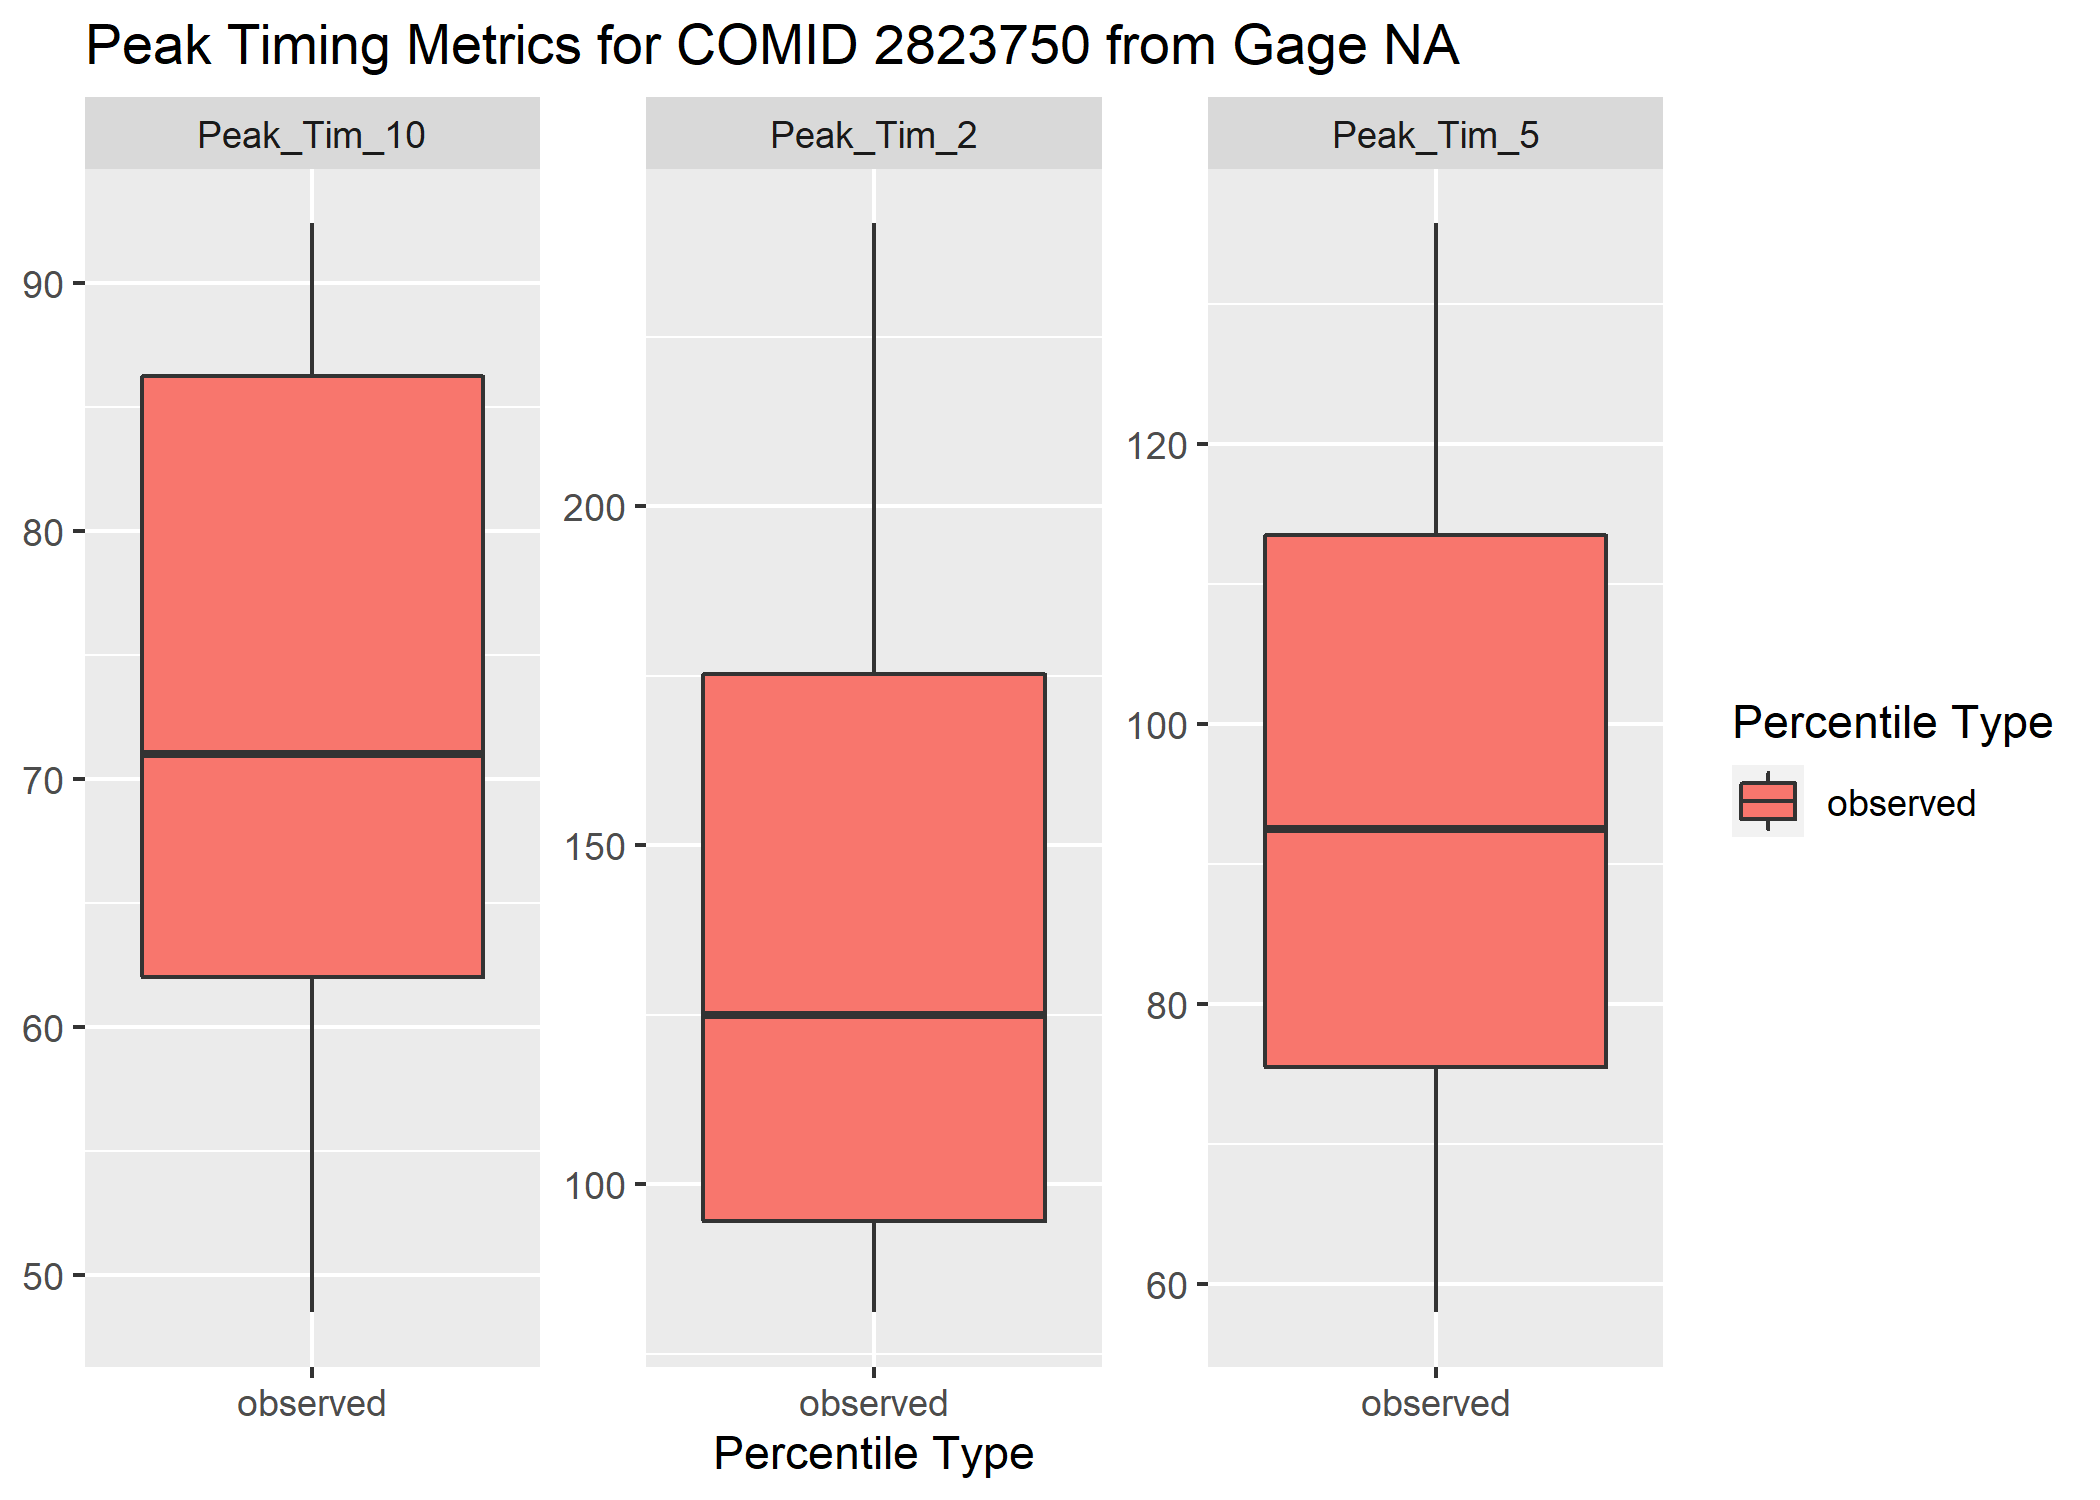 Peak Timing Metrics for COMID 2823750 from Gage NA
Peak_Tim_10
Peak_Tim_2
Peak_Tim_5
90
80
70
60
50
200
150
100
120
100
80
60
observed
observed
observed
Percentile Type
Percentile Type
observed